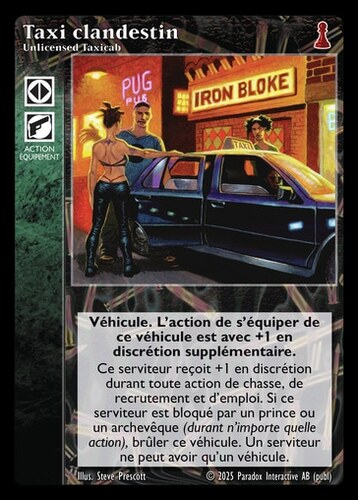 Taxi clandestin
Unlicensed Taxicab
ACTION
ÉQUIPEMENT
PUG
PUB
IRON BLOKE
TAXI
Véhicule. L’action de s’équiper de
ce véhicule est avec +1 en
discrétion supplémentaire.
Ce serviteur reçoit +1 en discrétion
durant toute action de chasse, de
recrutement et d’emploi. Si ce
serviteur est bloqué par un prince ou
un archevêque (durant n’importe quelle
action), brûler ce véhicule. Un serviteur
ne peut avoir qu’un véhicule.
Illus. Steve Prescott
© 2025 Paradox Interactive AB (publ)